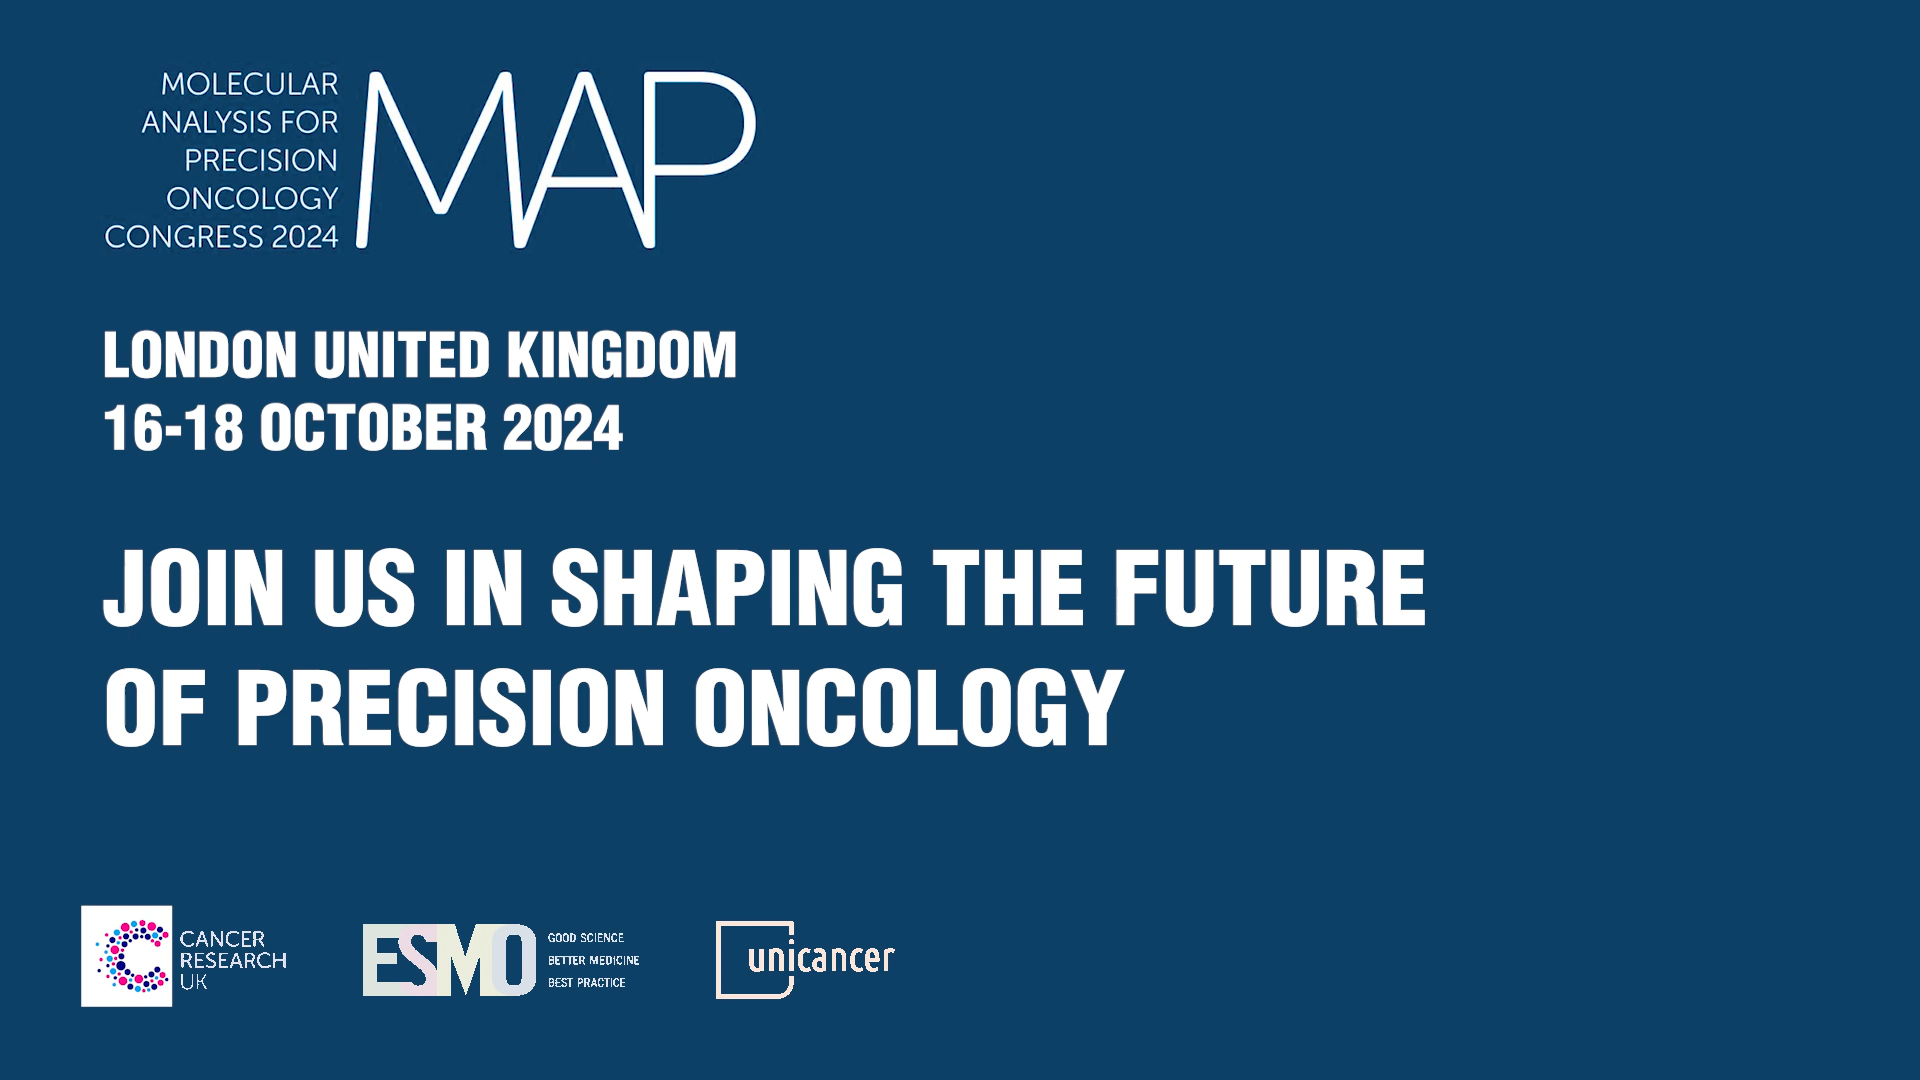 MOLECULAR
ANALYSIS FOR
PRECISION
ONCOLOGY
CONGRESS 2024
MAP
LONDON UNITED KINGDOM
16-18 OCTOBER 2024
JOIN US IN SHAPING THE FUTURE
OF PRECISION ONCOLOGY
CANCER
RESEARCH
UK
ESMO
GOOD SCIENCE
BETTER MEDICINE
BEST PRACTICE
unicancer